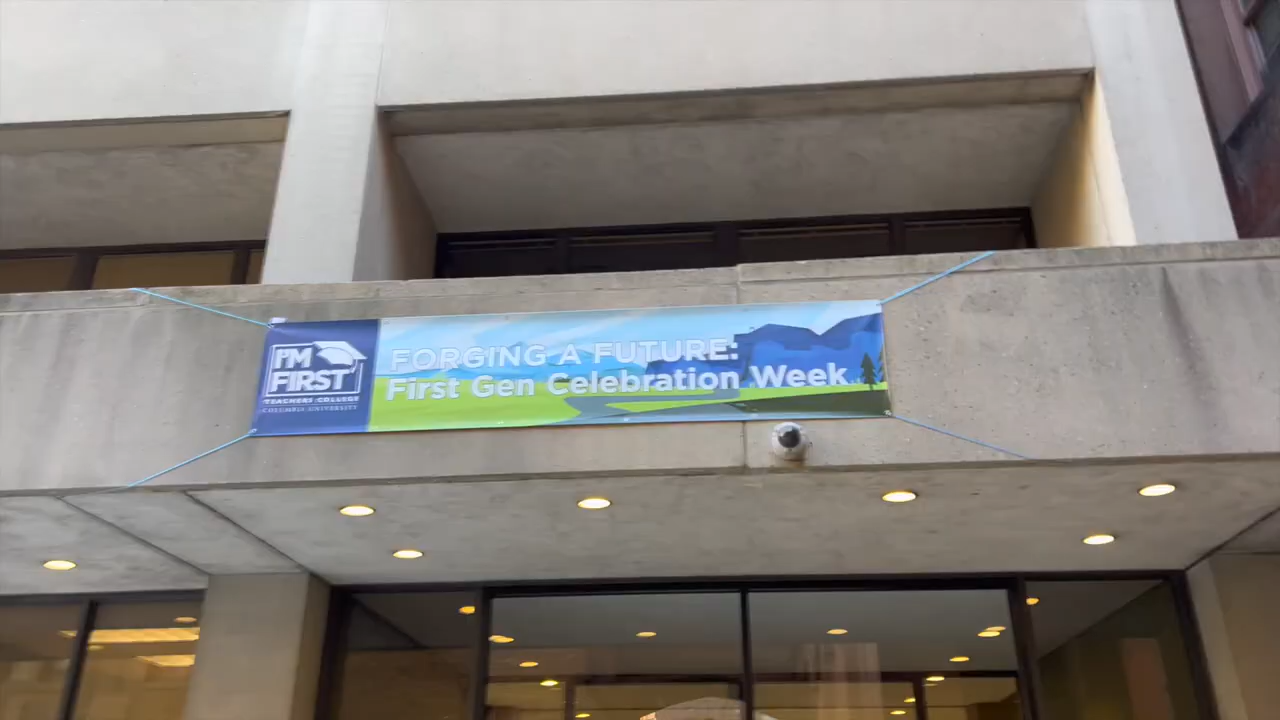 I'M
FIRST
TEACHERS COLLEGE
COLUMBIA UNIVERSITY
FORGING A FUTURE:
First Gen Celebration Week